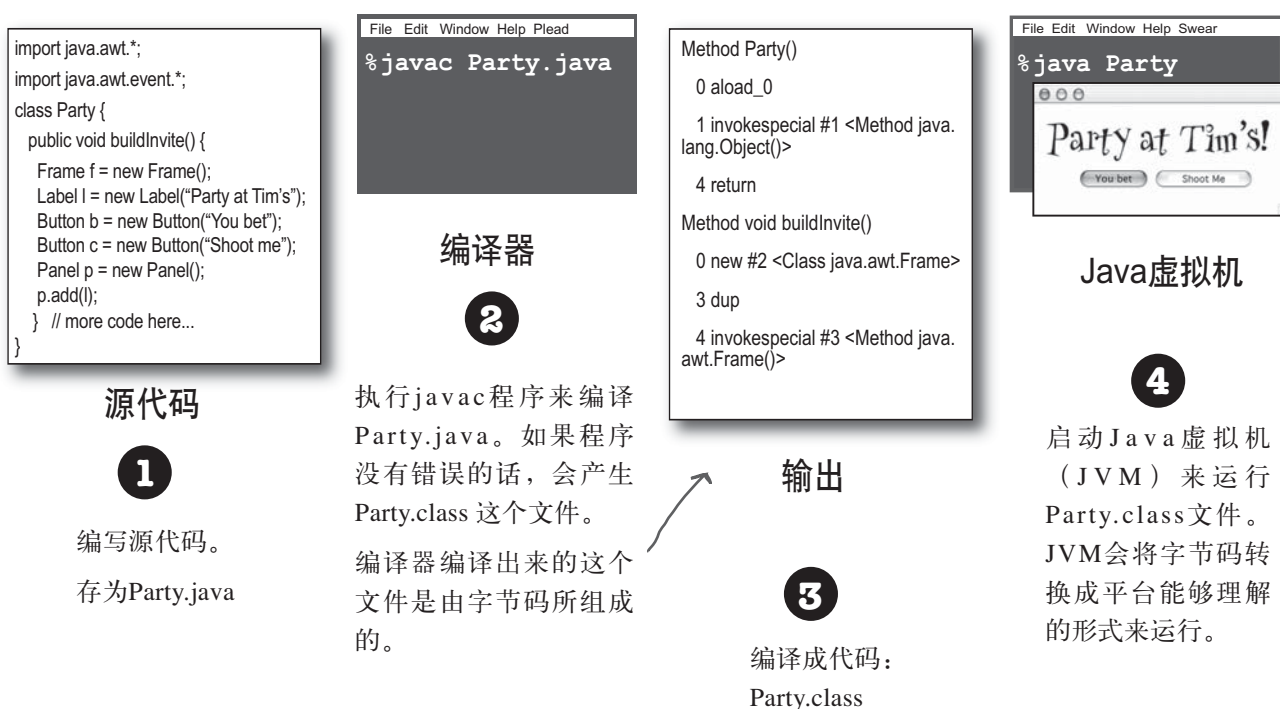 import java.awt.*;
import java.awt.event.*;
class Party {
public void buildInvite() {
Frame f = new Frame();
Label l = new Label(“Party at Tim’s”);
Button b = new Button(“You bet”);
Button c = new Button(“Shoot me”);
Panel p = new Panel();
p.add(l);
} // more code here...
}
源代码
1
编写源代码。
存为Party.java
File Edit Window Help Plead
%javac Party.java
编译器
2
执行javac程序来编译
Party.java。如果程序
没有错误的话，会产生
Party.class 这个文件。
编译器编译出来的这个
文件是由字节码所组成
的。
Method Party()
0 aload_0
1 invokespecial #1 <Method java.
lang.Object()>
4 return
Method void buildInvite()
0 new #2 <Class java.awt.Frame>
3 dup
4 invokespecial #3 <Method java.
awt.Frame()>
输出
3
编译成代码：
Party.class
File Edit Window Help Swear
%java Party
Party at Tim's!
You bet Shoot Me
Java虚拟机
4
启动Java虚拟机
（JVM）来运行
Party.class文件。
JVM会将字节码转
换成平台能够理解
的形式来运行。